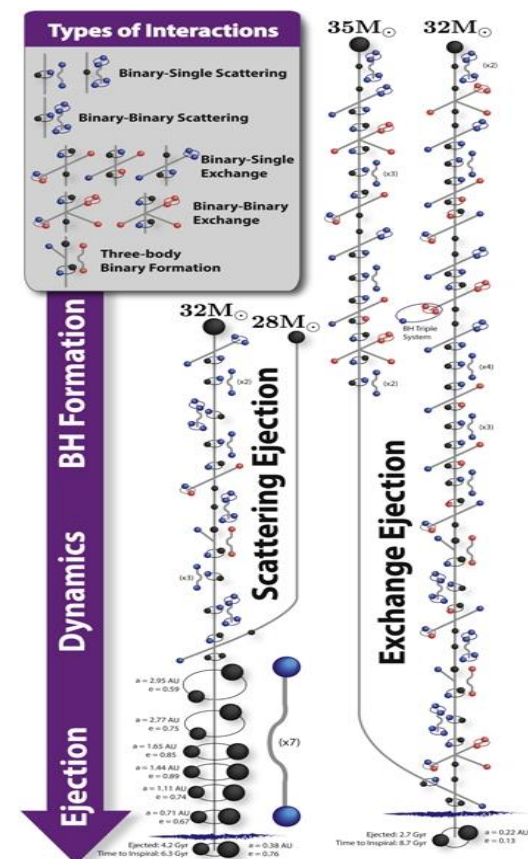 Types of Interactions
Binary-Single Scattering
Binary-Binary Scattering
Binary-Single
Exchange
Binary-Binary
Exchange
Three-body
Binary Formation
BH Formation
Dynamics
Ejection
32M⊙
28M⊙
(x2)
(x3)
Scattering Ejection
a = 2.95 AU
e = 0.59
a = 2.77 AU
e = 0.75
a = 1.65 AU
e = 0.85
a = 1.44 AU
e = 0.89
a = 1.11 AU
e = 0.74
a = 0.71 AU
e = 0.67
(x7)
Ejected: 4.2 Gyr
Time to Inspiral: 6.3 Gyr
a = 0.38 AU
e = 0.76
35M⊙
32M⊙
(x3)
(x2)
Exchange Ejection
(x2)
BH Triple
System
(x4)
(x3)
Ejected: 2.7 Gyr
Time to Inspiral: 8.7 Gyr
a = 0.22 AU
e = 0.13